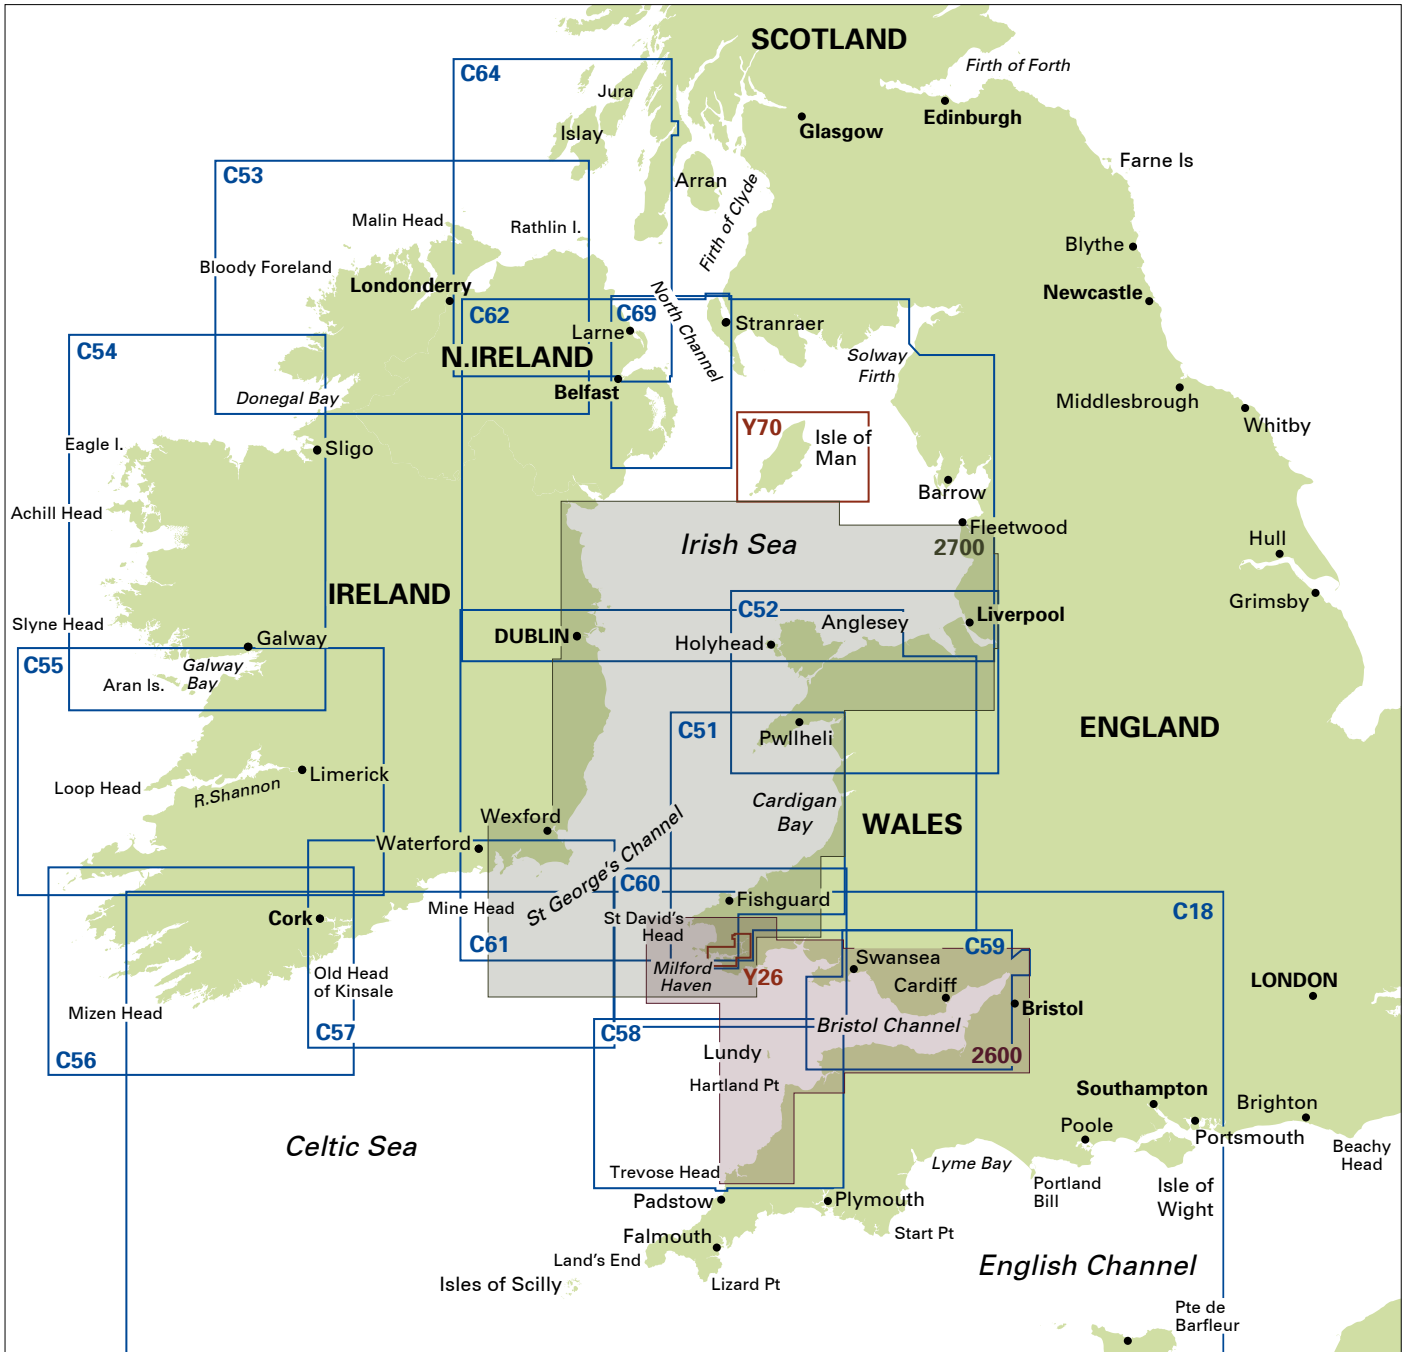 SCOTLAND
Firth of Forth
C64
Jura
Edinburgh
Glasgow
Islay
Farne Is
C53
Arran
Firth of Clyde
Malin Head
Rathlin I.
Blythe
Bloody Foreland
Londonderry
Newcastle
North Channel
C62
C69
Stranraer
Larne
C54
N.IRELAND
Solway
Firth
Belfast
Donegal Bay
Middlesbrough
Whitby
Y70
Isle of
Man
Eagle I.
Sligo
Barrow
Achill Head
Fleetwood
Irish Sea
2700
Hull
IRELAND
Grimsby
C52
Liverpool
Slyne Head
Anglesey
DUBLIN
Galway
Holyhead
C55
Galway
Bay
Aran Is.
C51
ENGLAND
Pwllheli
Limerick
Loop Head
R.Shannon
Cardigan
Bay
Wexford
WALES
Waterford
St George's Channel
C60
Fishguard
Mine Head
C18
Cork
St David's
Head
C61
C59
Swansea
Milford
Haven
Y26
Old Head
of Kinsale
Cardiff
LONDON
Bristol
Mizen Head
Bristol Channel
C57
C58
C56
Lundy
2600
Hartland Pt
Southampton
Brighton
Poole
Portsmouth
Celtic Sea
Beachy
Head
Lyme Bay
Trevose Head
Portland
Bill
Isle of
Wight
Padstow
Plymouth
Falmouth
Start Pt
Land's End
English Channel
Isles of Scilly
Lizard Pt
Pte de
Barfleur